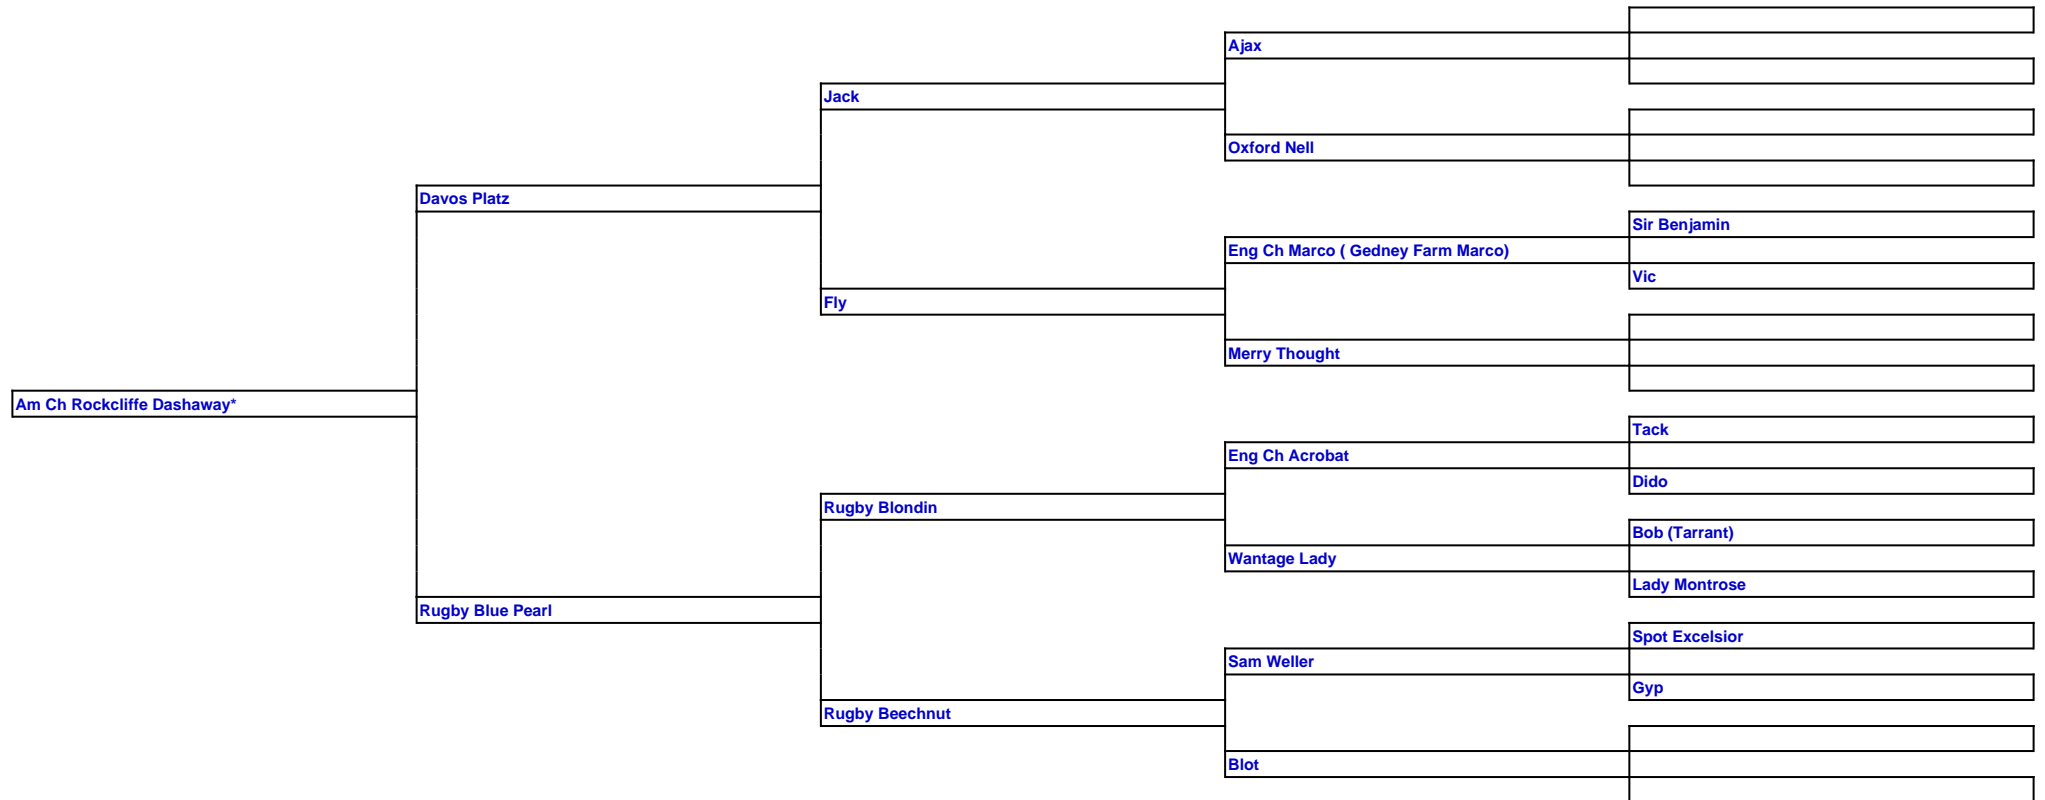 Ajax
Jack
Oxford Nell
Davos Platz
Sir Benjamin
Eng Ch Marco ( Gedney Farm Marco)
Vic
Fly
Merry Thought
Am Ch Rockcliffe Dashaway*
Tack
Eng Ch Acrobat
Dido
Rugby Blondin
Bob (Tarrant)
Wantage Lady
Lady Montrose
Rugby Blue Pearl
Spot Excelsior
Sam Weller
Gyp
Rugby Beechnut
Blot